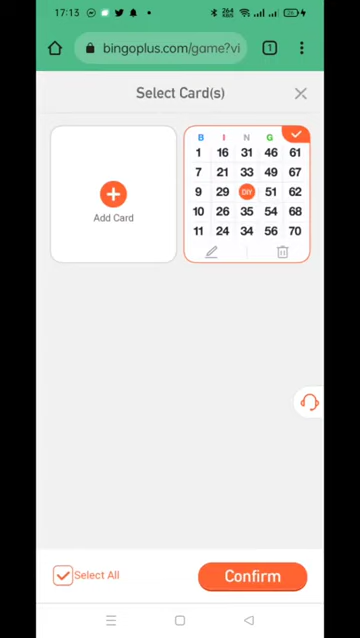 17:13
bingoplus.com/game?vi
1
Select Card(s)
B I N G
1 16 31 46 61
7 21 33 49 67
9 29 DIY 51 62
10 26 35 54 68
11 24 34 56 70
Add Card
Select All
Confirm